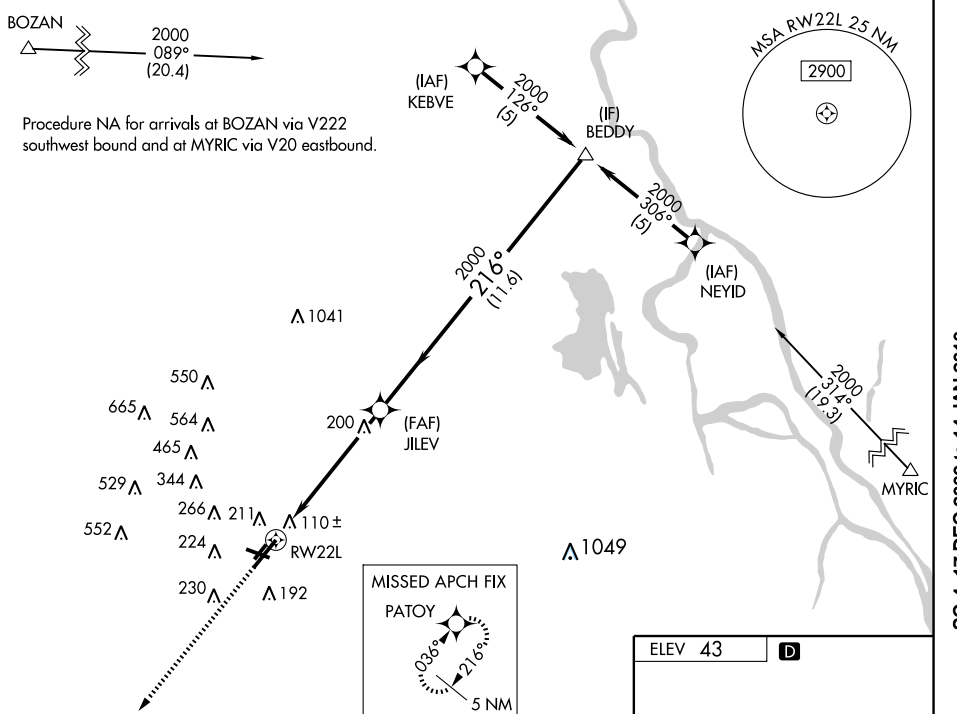 BOZAN
2000
089°
(20.4)
Procedure NA for arrivals at BOZAN via V222
southwest bound and at MYRIC via V20 eastbound.
(IAF)
KEBVE
2000
126°
(5)
(IF)
BEDDY
MSA RW22L 25 NM
2900
2000
306°
(5)
(IAF)
NEYID
2000
216°
(11.6)
1041
550
665
564
465
529
344
266
211
110±
552
224
RW22L
230
192
200
(FAF)
JILEV
2000
314°
(19.3)
MYRIC
1049
MISSED APCH FIX
PATOY
036°
216°
5 NM
ELEV 43
D